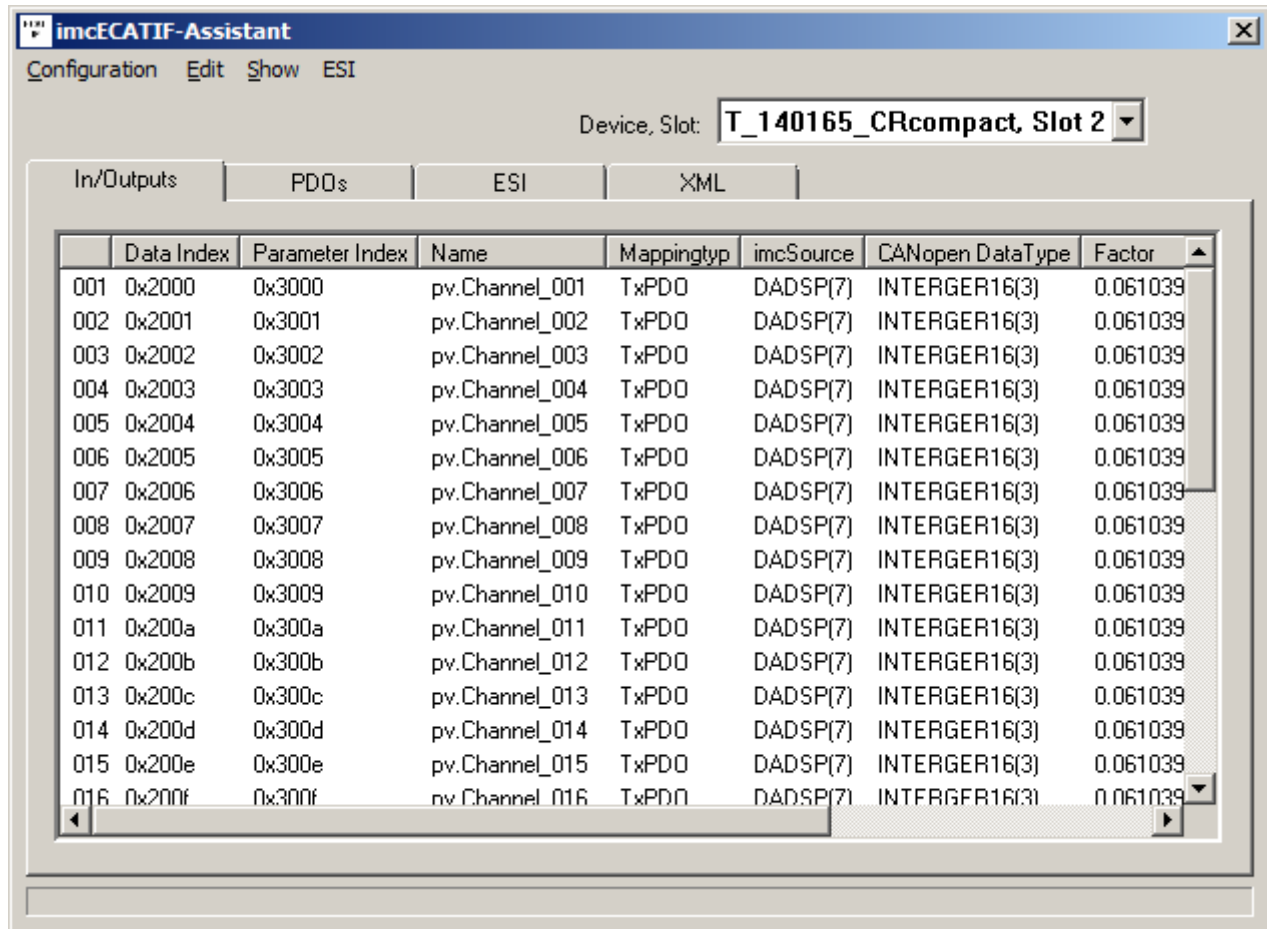 imcECATIF-Assistant
Configuration Edit Show ESI
Device, Slot: T_140165_CRcompact, Slot 2
In/Outputs PDOs ESI XML
Data Index Parameter Index Name Mappingtyp imcSource CANopen DataType Factor
001 0x2000 0x3000 pv.Channel_001 TxPDO DADSP(7) INTERGER16(3) 0.061039
002 0x2001 0x3001 pv.Channel_002 TxPDO DADSP(7) INTERGER16(3) 0.061039
003 0x2002 0x3002 pv.Channel_003 TxPDO DADSP(7) INTERGER16(3) 0.061039
004 0x2003 0x3003 pv.Channel_004 TxPDO DADSP(7) INTERGER16(3) 0.061039
005 0x2004 0x3004 pv.Channel_005 TxPDO DADSP(7) INTERGER16(3) 0.061039
006 0x2005 0x3005 pv.Channel_006 TxPDO DADSP(7) INTERGER16(3) 0.061039
007 0x2006 0x3006 pv.Channel_007 TxPDO DADSP(7) INTERGER16(3) 0.061039
008 0x2007 0x3007 pv.Channel_008 TxPDO DADSP(7) INTERGER16(3) 0.061039
009 0x2008 0x3008 pv.Channel_009 TxPDO DADSP(7) INTERGER16(3) 0.061039
010 0x2009 0x3009 pv.Channel_010 TxPDO DADSP(7) INTERGER16(3) 0.061039
011 0x200a 0x300a pv.Channel_011 TxPDO DADSP(7) INTERGER16(3) 0.061039
012 0x200b 0x300b pv.Channel_012 TxPDO DADSP(7) INTERGER16(3) 0.061039
013 0x200c 0x300c pv.Channel_013 TxPDO DADSP(7) INTERGER16(3) 0.061039
014 0x200d 0x300d pv.Channel_014 TxPDO DADSP(7) INTERGER16(3) 0.061039
015 0x200e 0x300e pv.Channel_015 TxPDO DADSP(7) INTERGER16(3) 0.061039
016 0x200f 0x300f pv.Channel_016 TxPDO DADSP(7) INTERGER16(3) 0.061039